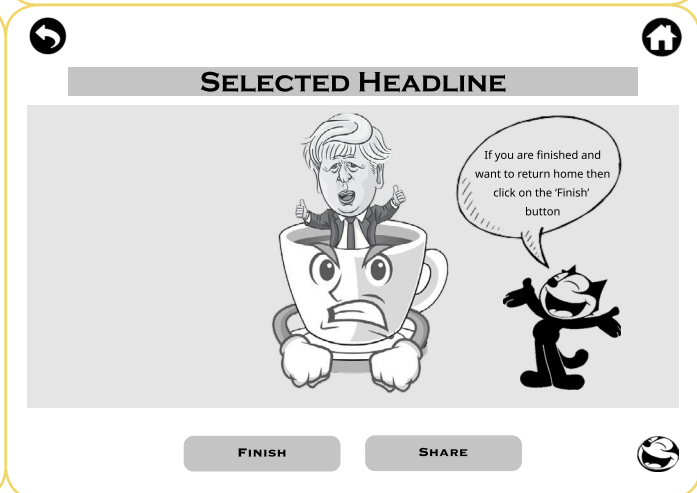 Selected Headline
If you are finished and
want to return home then
click on the ‘Finish’
button
Finish
Share